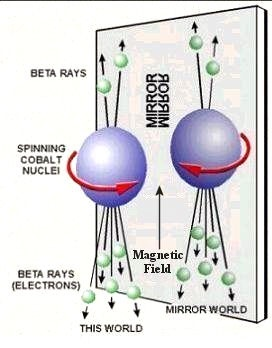 BETA RAYS
MIRROR
MIRROR
SPINNING
COBALT
NUCLEI
Magnetic
Field
BETA RAYS
(ELECTRONS)
THIS WORLD
MIRROR WORLD